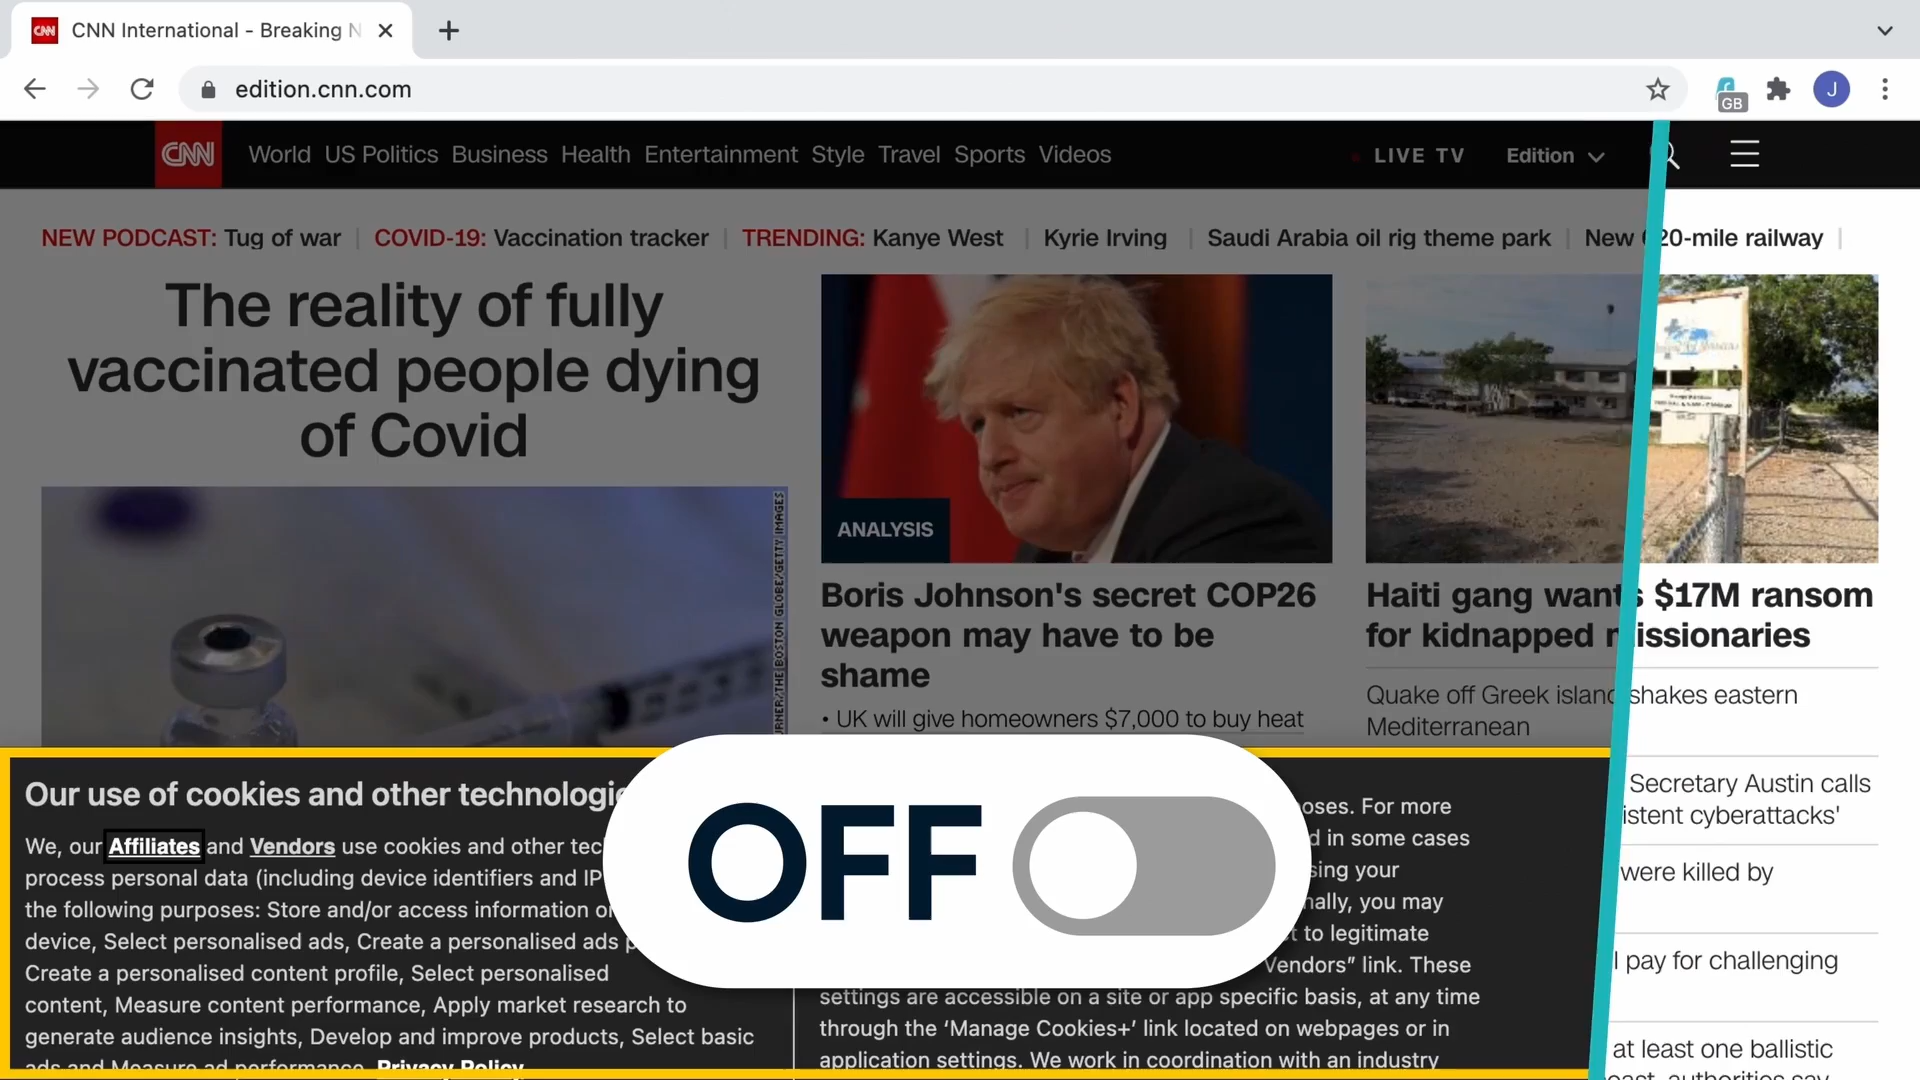 CNN CNN International - Breaking N
edition.cnn.com
GB
J
CNN World US Politics Business Health Entertainment Style Travel Sports Videos LIVE TV Edition
NEW PODCAST: Tug of war COVID-19: Vaccination tracker TRENDING: Kanye West Kyrie Irving Saudi Arabia oil rig theme park New 20-mile railway
The reality of fully
vaccinated people dying
of Covid
THE BOSTON GLOBE/GETTY IMAGES
ANALYSIS
Boris Johnson's secret COP26
weapon may have to be
shame
• UK will give homeowners $7,000 to buy heat
Haiti gang wants $17M ransom
for kidnapped missionaries
Quake off Greek island shakes eastern
Mediterranean
Secretary Austin calls
istent cyberattacks'
were killed by
l pay for challenging
at least one ballistic
oast, authorities say
Our use of cookies and other technologie
We, our Affiliates and Vendors use cookies and other tec
process personal data (including device identifiers and IP
the following purposes: Store and/or access information or
device, Select personalised ads, Create a personalised ads p
Create a personalised content profile, Select personalised
content, Measure content performance, Apply market research to
generate audience insights, Develop and improve products, Select basic
ads and Measure ad performance. Privacy Policy
OFF
oses. For more
d in some cases
sing your
nally, you may
t to legitimate
Vendors” link. These
settings are accessible on a site or app specific basis, at any time
through the ‘Manage Cookies+’ link located on webpages or in
application settings. We work in coordination with an industry